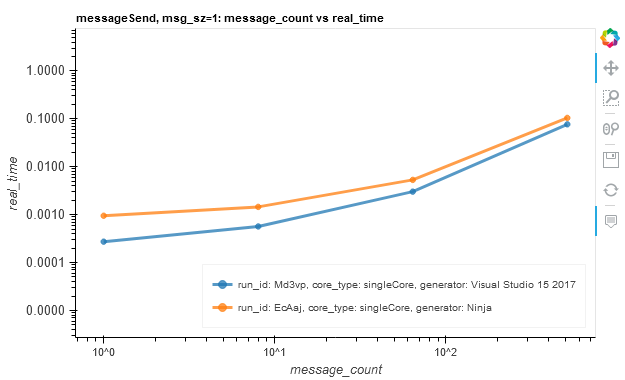 messageSend, msg_sz=1: message_count vs real_time
1.0000
0.1000
0.0100
0.0010
0.0001
0.0000
real_time
run_id: Md3vp, core_type: singleCore, generator: Visual Studio 15 2017
run_id: EcAaj, core_type: singleCore, generator: Ninja
10^0
10^1
10^2
message_count